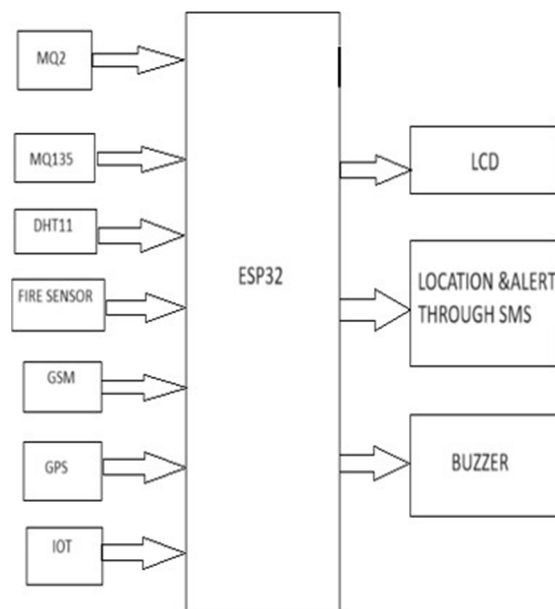 MQ2
MQ135
DHT11
FIRE SENSOR
GSM
GPS
IOT
ESP32
LCD
LOCATION &ALERT
THROUGH SMS
BUZZER